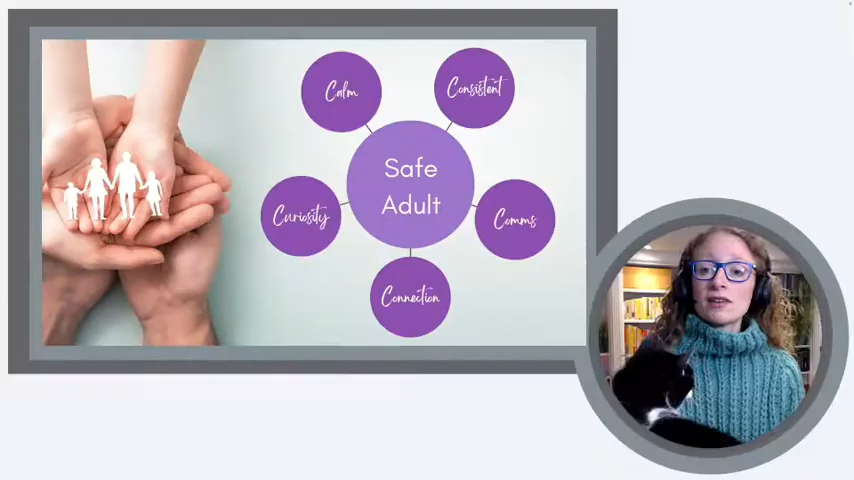 Calm
Consistent
Safe
Adult
Curiosity
Comms
Connection